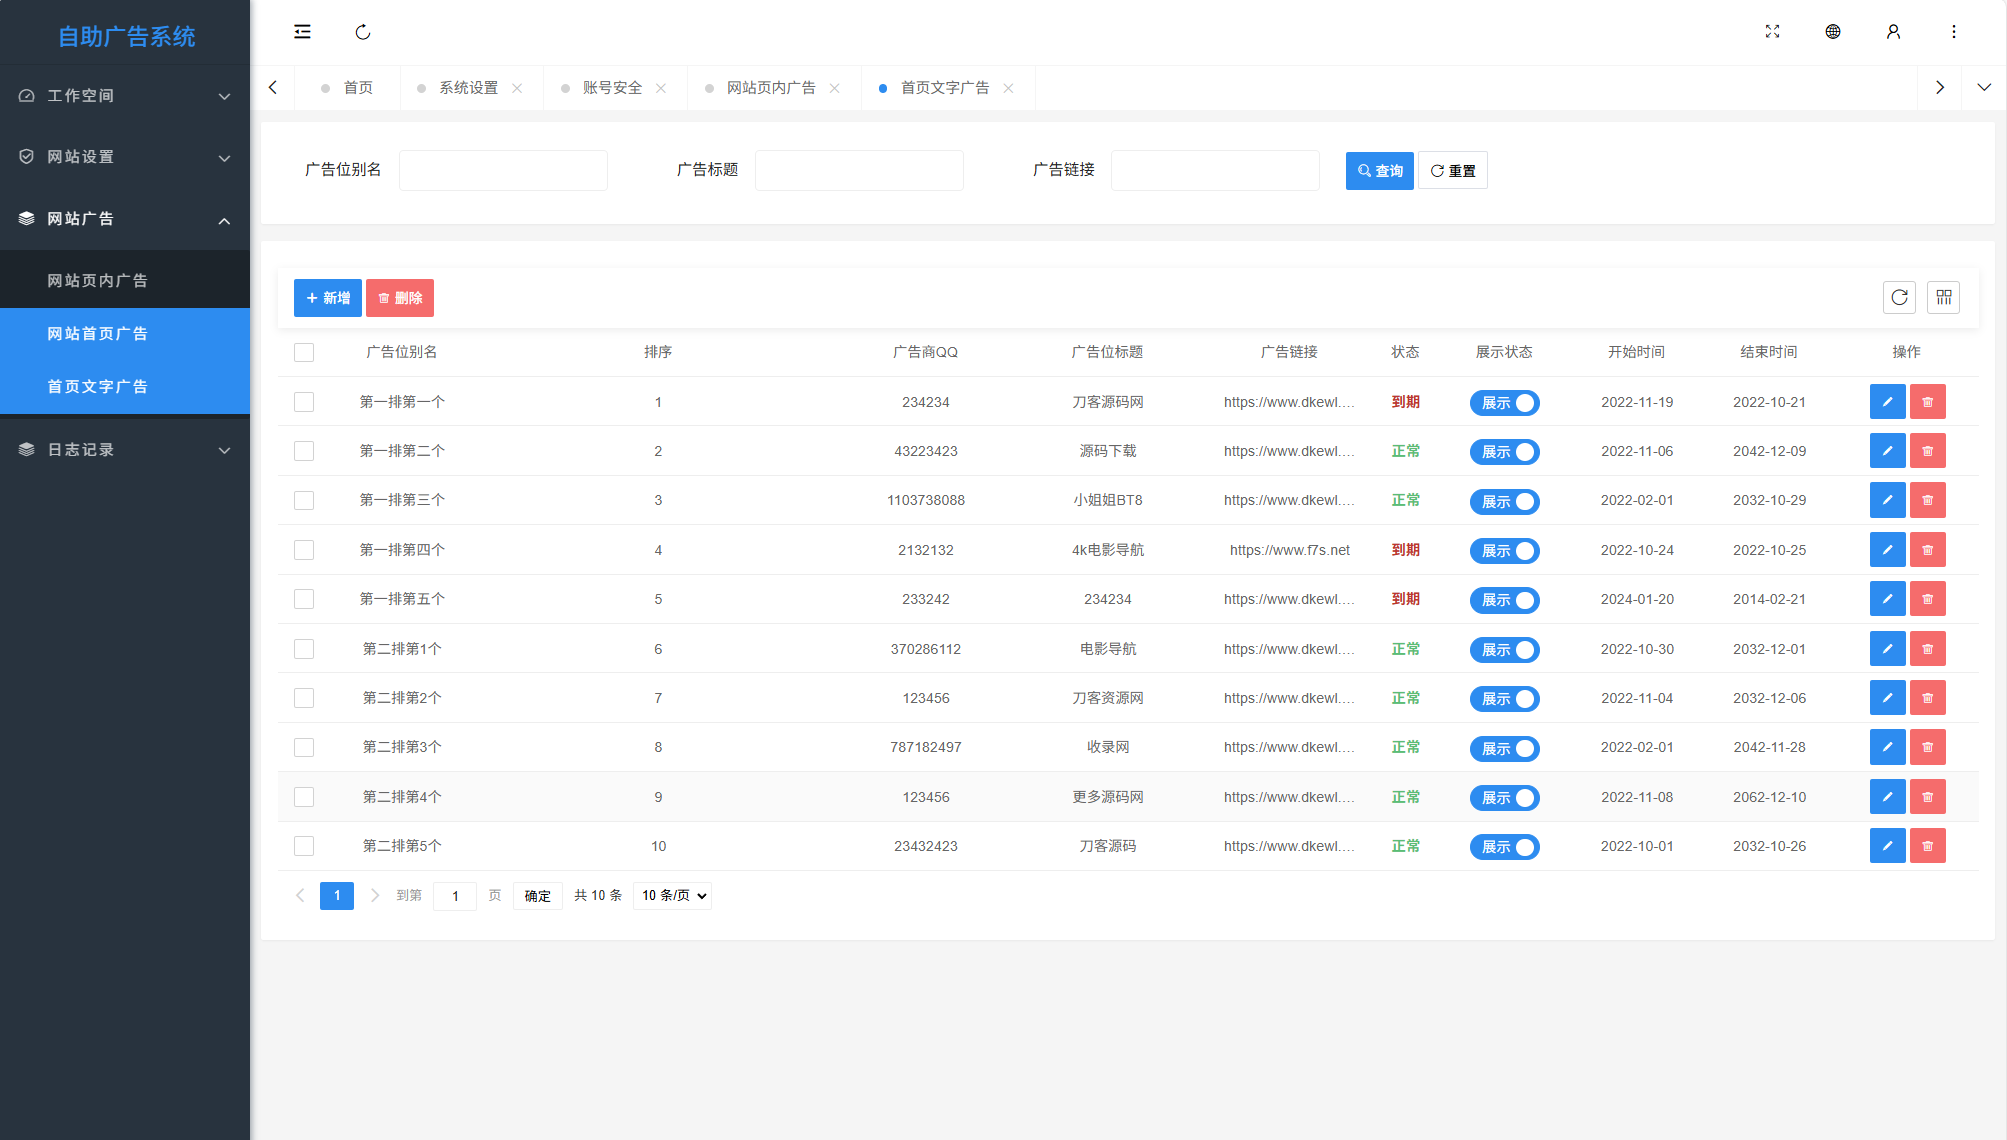 自助广告系统
工作空间
网站设置
网站广告
网站页内广告
网站首页广告
首页文字广告
日志记录
首页 系统设置 账号安全 网站页内广告 首页文字广告
广告位别名 广告标题 广告链接 查询 重置
新增 删除
广告位别名 排序 广告商QQ 广告位标题 广告链接 状态 展示状态 开始时间 结束时间 操作
第一排第一个 1 234234 刀客源码网 https://www.dkewl.... 到期 展示 2022-11-19 2022-10-21
第一排第二个 2 43223423 源码下载 https://www.dkewl.... 正常 展示 2022-11-06 2042-12-09
第一排第三个 3 1103738088 小姐姐BT8 https://www.dkewl.... 正常 展示 2022-02-01 2032-10-29
第一排第四个 4 2132132 4k电影导航 https://www.f7s.net 到期 展示 2022-10-24 2022-10-25
第一排第五个 5 233242 234234 https://www.dkewl.... 到期 展示 2024-01-20 2014-02-21
第二排第1个 6 370286112 电影导航 https://www.dkewl.... 正常 展示 2022-10-30 2032-12-01
第二排第2个 7 123456 刀客资源网 https://www.dkewl.... 正常 展示 2022-11-04 2032-12-06
第二排第3个 8 787182497 收录网 https://www.dkewl.... 正常 展示 2022-02-01 2042-11-28
第二排第4个 9 123456 更多源码网 https://www.dkewl.... 正常 展示 2022-11-08 2062-12-10
第二排第5个 10 23432423 刀客源码 https://www.dkewl.... 正常 展示 2022-10-01 2032-10-26
1 到第 1 页 确定 共 10 条 10 条/页